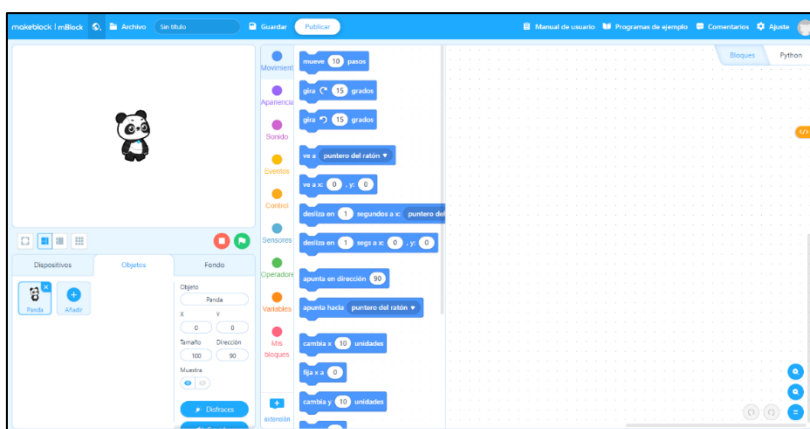 makeblock | mBlock Archivo Sin título Guardar Publicar Manual de usuario Programas de ejemplo Comentarios Ajuste
Bloques Python
Movimient
Apariencia
Sonido
Eventos
Control
Sensores
Operadore
Variables
Mis
bloques
extensión
mueve 10 pasos
gira 15 grados
gira 15 grados
ve a puntero del ratón
ve a x: 0 , y: 0
desliza en 1 segundos a x: puntero del
desliza en 1 segs a x: 0 , y: 0
apunta en dirección 90
apunta hacia puntero del ratón
cambia x 10 unidades
fija x a 0
cambia y 10 unidades
Dispositivos Objetos Fondo
Panda
Añadir
Objeto
Panda
X Y
0 0
Tamaño Dirección
100 90
Muestra
Disfraces